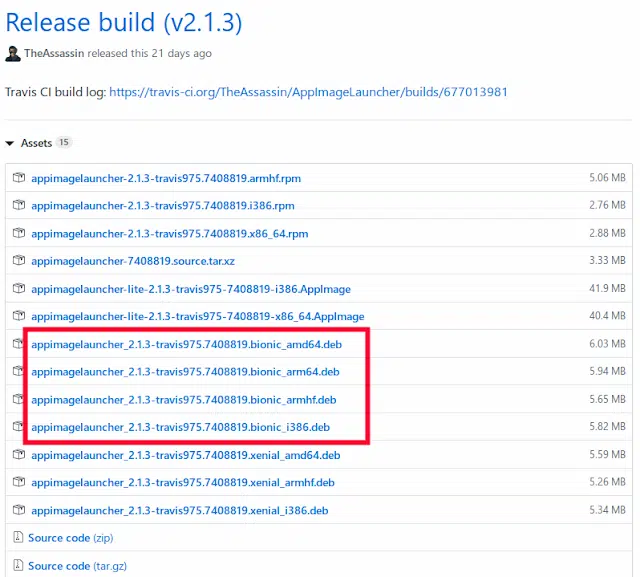 Release build (v2.1.3)
TheAssassin released this 21 days ago
Travis CI build log: https://travis-ci.org/TheAssassin/AppImageLauncher/builds/677013981
Assets 15
appimagelauncher-2.1.3-travis975.7408819.armhf.rpm 5.06 MB
appimagelauncher-2.1.3-travis975.7408819.i386.rpm 2.76 MB
appimagelauncher-2.1.3-travis975.7408819.x86_64.rpm 2.88 MB
appimagelauncher-7408819.source.tar.xz 3.33 MB
appimagelauncher-lite-2.1.3-travis975-7408819-i386.AppImage 41.9 MB
appimagelauncher-lite-2.1.3-travis975-7408819-x86_64.AppImage 40.4 MB
appimagelauncher_2.1.3-travis975.7408819.bionic_amd64.deb 6.03 MB
appimagelauncher_2.1.3-travis975.7408819.bionic_arm64.deb 5.94 MB
appimagelauncher_2.1.3-travis975.7408819.bionic_armhf.deb 5.65 MB
appimagelauncher_2.1.3-travis975.7408819.bionic_i386.deb 5.82 MB
appimagelauncher_2.1.3-travis975.7408819.xenial_amd64.deb 5.59 MB
appimagelauncher_2.1.3-travis975.7408819.xenial_armhf.deb 5.26 MB
appimagelauncher_2.1.3-travis975.7408819.xenial_i386.deb 5.34 MB
Source code (zip)
Source code (tar.gz)